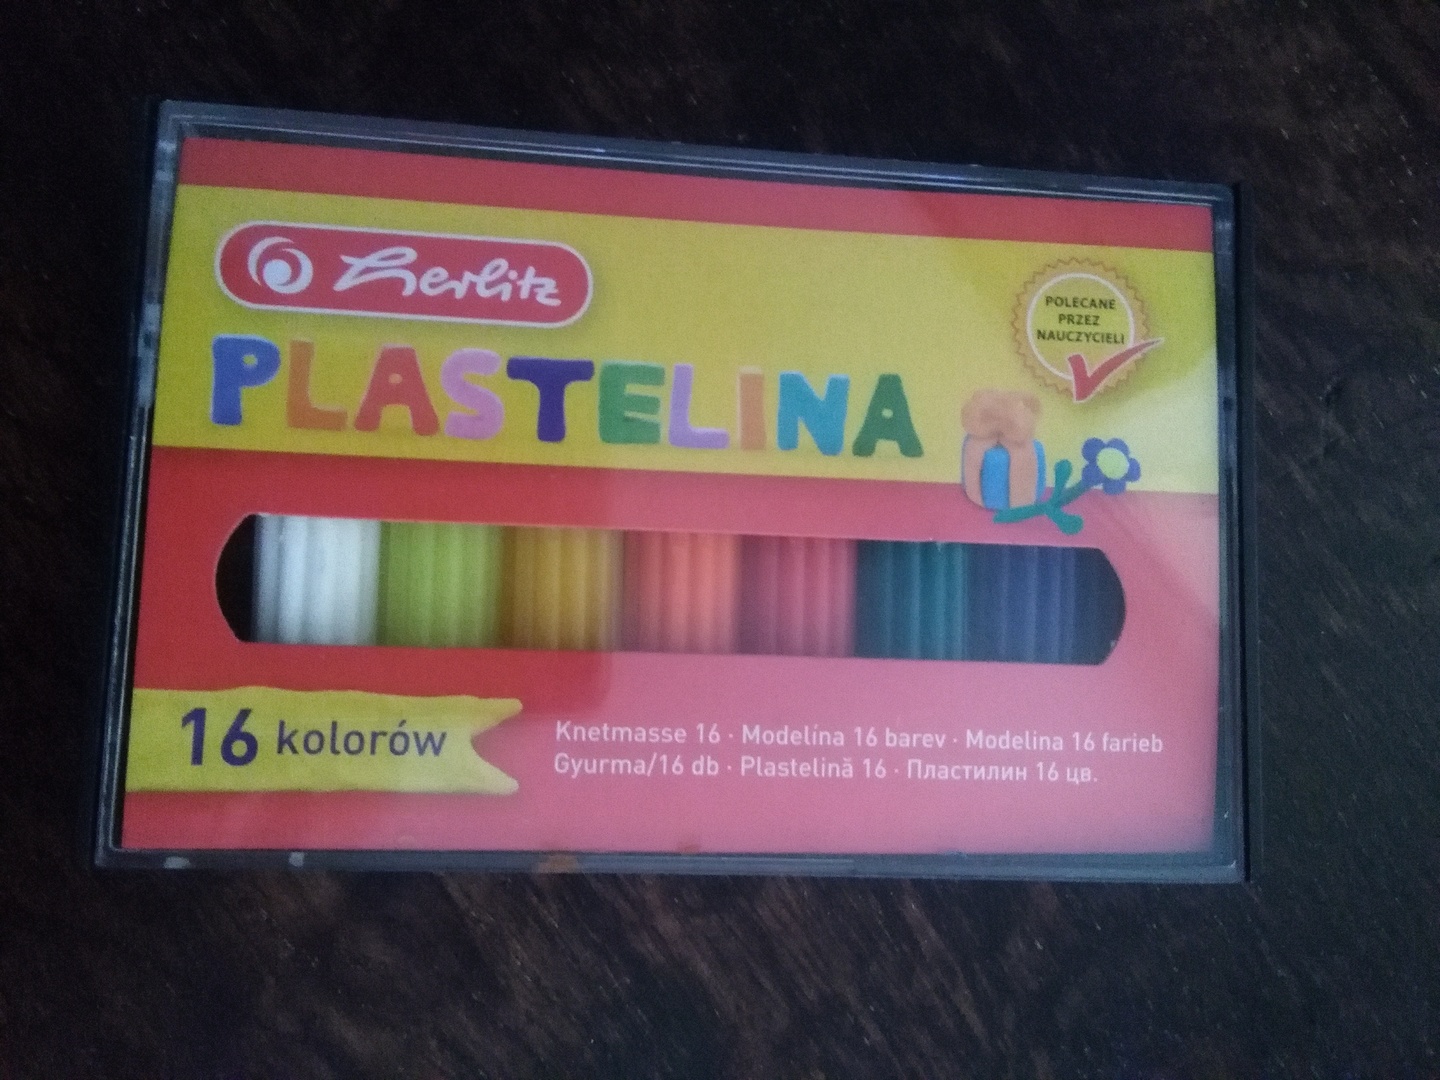 herlitz
POLECANE
PRZEZ
NAUCZYCIELI
PLASTELINA
16 kolorów
Knetmasse 16 · Modelína 16 barev · Modelina 16 farieb
Gyurma/16 db · Plastelină 16 · Пластилин 16 цв.